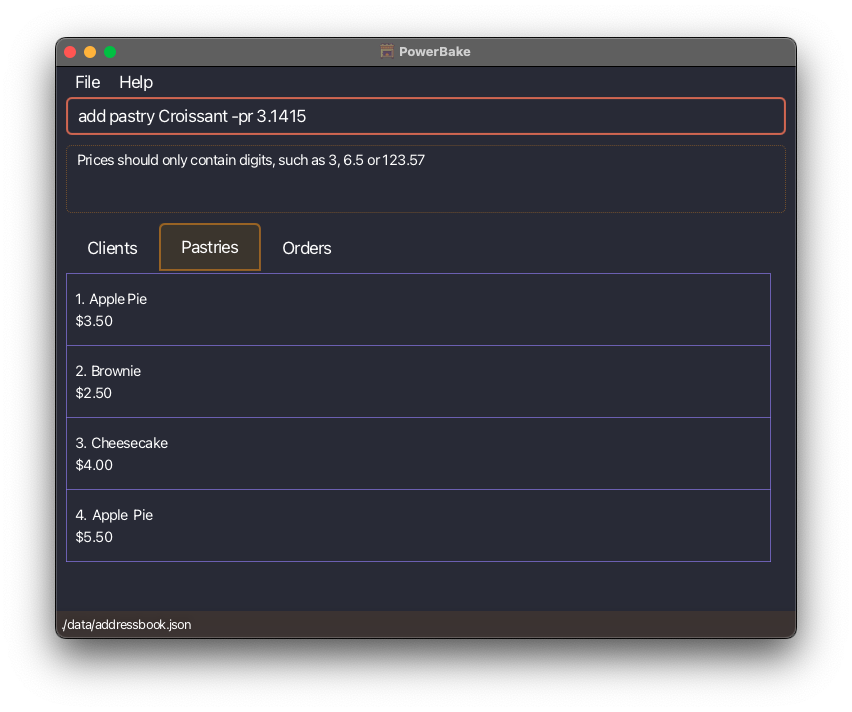 PowerBake
File Help
add pastry Croissant -pr 3.1415
Prices should only contain digits, such as 3, 6.5 or 123.57
Clients Pastries Orders
1. Apple Pie
$3.50
2. Brownie
$2.50
3. Cheesecake
$4.00
4. Apple  Pie
$5.50
./data/addressbook.json